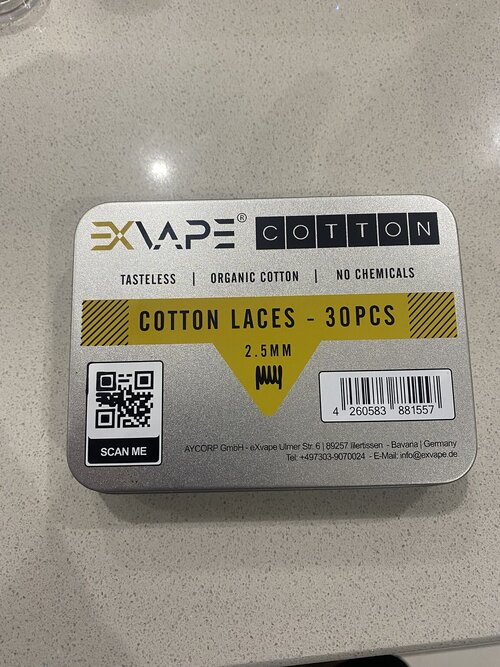 EXVAPE® COTTON
TASTELESS | ORGANIC COTTON | NO CHEMICALS
COTTON LACES - 30PCS
2.5MM
4 260583 881557
SCAN ME
AYCORP GmbH - eXvape Ulmer Str. 6 | 89257 Illertissen - Bavaria | Germany
Tel: +497303-9070024 - E-Mail: info@exvape.de